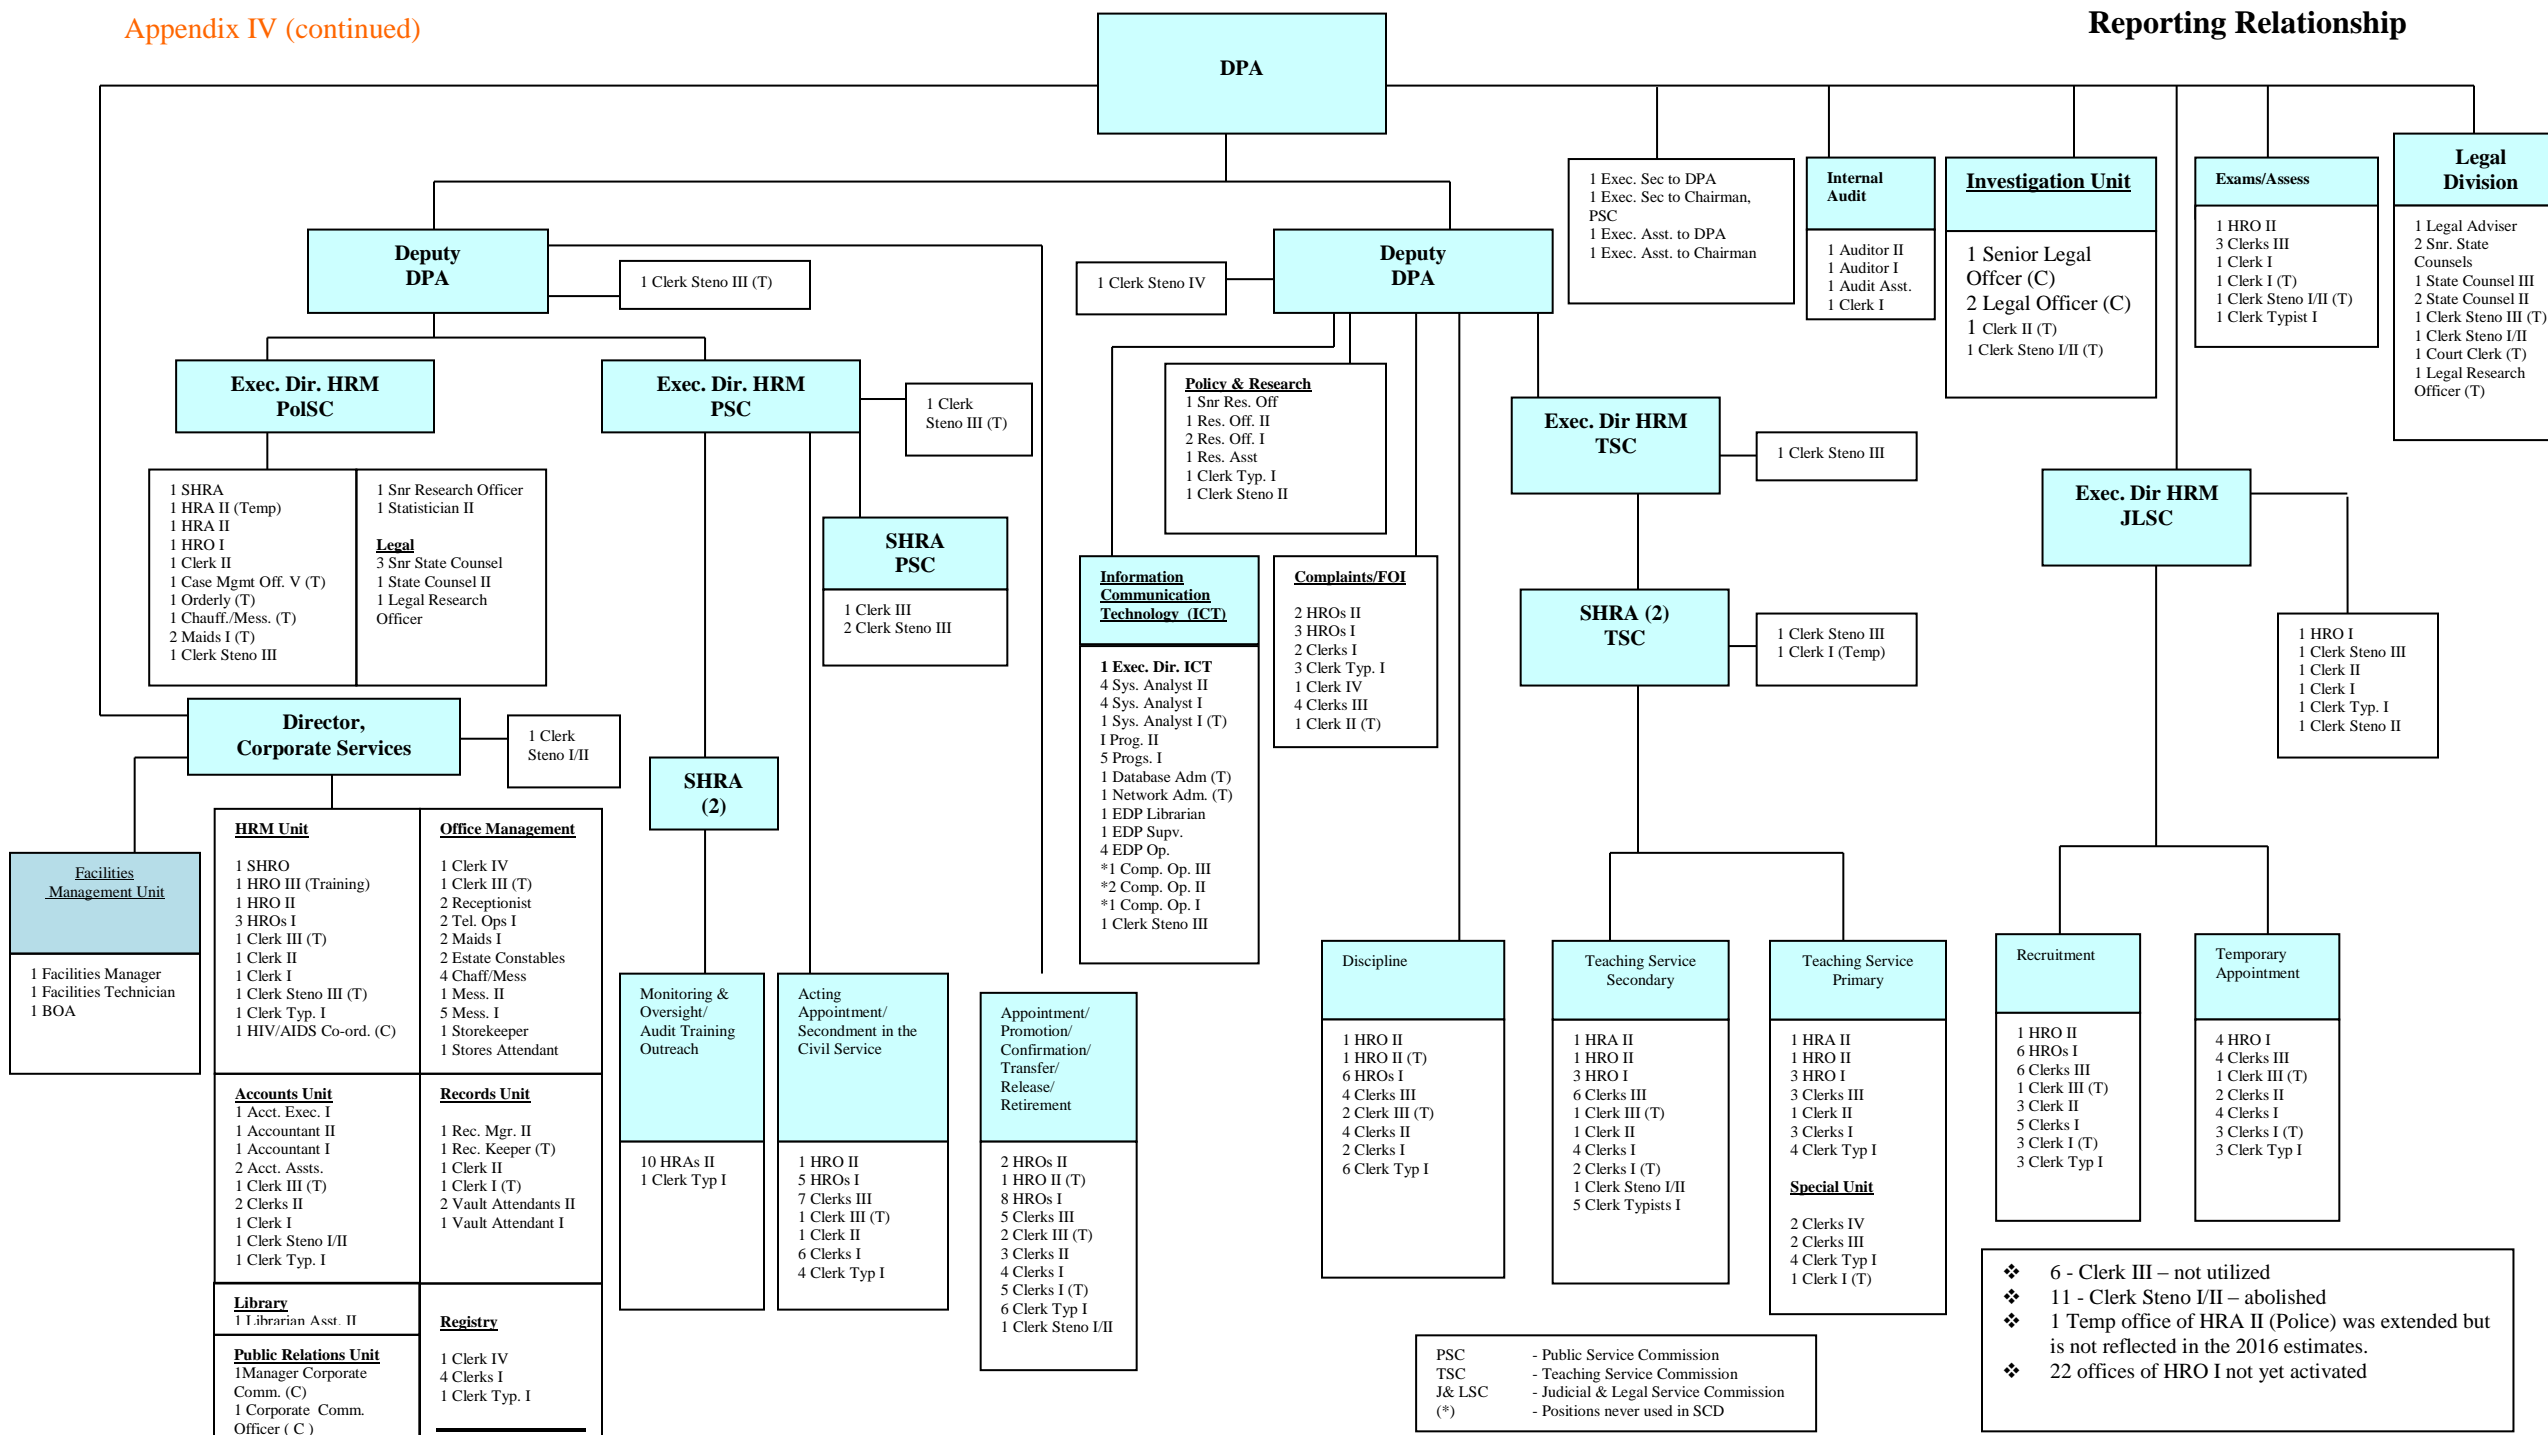 Appendix IV (continued)
Reporting Relationship
DPA
1 Exec. Sec to DPA
1 Exec. Sec to Chairman,
PSC
1 Exec. Asst. to DPA
1 Exec. Asst. to Chairman
Internal
Audit
1 Auditor II
1 Auditor I
1 Audit Asst.
1 Clerk I
Investigation Unit
1 Senior Legal
Offcer (C)
2 Legal Officer (C)
1 Clerk II (T)
1 Clerk Steno I/II (T)
Exams/Assess
1 HRO II
3 Clerks III
1 Clerk I
1 Clerk I (T)
1 Clerk Steno I/II (T)
1 Clerk Typist I
Legal
Division
1 Legal Adviser
2 Snr. State
Counsels
1 State Counsel III
2 State Counsel II
1 Clerk Steno III (T)
1 Clerk Steno I/II
1 Court Clerk (T)
1 Legal Research
Officer (T)
Deputy
DPA
1 Clerk Steno III (T)
1 Clerk Steno IV
Deputy
DPA
Exec. Dir. HRM
PolSC
Exec. Dir. HRM
PSC
1 Clerk
Steno III (T)
Policy & Research
1 Snr Res. Off
1 Res. Off. II
2 Res. Off. I
1 Res. Asst
1 Clerk Typ. I
1 Clerk Steno II
Exec. Dir HRM
TSC
1 Clerk Steno III
Exec. Dir HRM
JLSC
1 SHRA
1 HRA II (Temp)
1 HRA II
1 HRO I
1 Clerk II
1 Case Mgmt Off. V (T)
1 Orderly (T)
1 Chauff./Mess. (T)
2 Maids I (T)
1 Clerk Steno III
1 Snr Research Officer
1 Statistician II
Legal
3 Snr State Counsel
1 State Counsel II
1 Legal Research
Officer
SHRA
PSC
1 Clerk III
2 Clerk Steno III
Information
Communication
Technology (ICT)
1 Exec. Dir. ICT
4 Sys. Analyst II
4 Sys. Analyst I
1 Sys. Analyst I (T)
I Prog. II
5 Progs. I
1 Database Adm (T)
1 Network Adm. (T)
1 EDP Librarian
1 EDP Supv.
4 EDP Op.
*1 Comp. Op. III
*2 Comp. Op. II
*1 Comp. Op. I
1 Clerk Steno III
Complaints/FOI
2 HROs II
3 HROs I
2 Clerks I
3 Clerk Typ. I
1 Clerk IV
4 Clerks III
1 Clerk II (T)
SHRA (2)
TSC
1 Clerk Steno III
1 Clerk I (Temp)
1 HRO I
1 Clerk Steno III
1 Clerk II
1 Clerk I
1 Clerk Typ. I
1 Clerk Steno II
Director,
Corporate Services
1 Clerk
Steno I/II
SHRA
(2)
Facilities
Management Unit
1 Facilities Manager
1 Facilities Technician
1 BOA
HRM Unit
1 SHRO
1 HRO III (Training)
1 HRO II
3 HROs I
1 Clerk III (T)
1 Clerk II
1 Clerk I
1 Clerk Steno III (T)
1 Clerk Typ. I
1 HIV/AIDS Co-ord. (C)
Office Management
1 Clerk IV
1 Clerk III (T)
2 Receptionist
2 Tel. Ops I
2 Maids I
2 Estate Constables
4 Chaff/Mess
1 Mess. II
5 Mess. I
1 Storekeeper
1 Stores Attendant
Accounts Unit
1 Acct. Exec. I
1 Accountant II
1 Accountant I
2 Acct. Assts.
1 Clerk III (T)
2 Clerks II
1 Clerk I
1 Clerk Steno I/II
1 Clerk Typ. I
Records Unit
1 Rec. Mgr. II
1 Rec. Keeper (T)
1 Clerk II
1 Clerk I (T)
2 Vault Attendants II
1 Vault Attendant I
Library
1 Librarian Asst. II
Registry
1 Clerk IV
4 Clerks I
1 Clerk Typ. I
Public Relations Unit
1Manager Corporate
Comm. (C)
1 Corporate Comm.
Officer ( C )
Monitoring &
Oversight/
Audit Training
Outreach
10 HRAs II
1 Clerk Typ I
Acting
Appointment/
Secondment in the
Civil Service
1 HRO II
5 HROs I
7 Clerks III
1 Clerk III (T)
1 Clerk II
6 Clerks I
4 Clerk Typ I
Appointment/
Promotion/
Confirmation/
Transfer/
Release/
Retirement
2 HROs II
1 HRO II (T)
8 HROs I
5 Clerks III
2 Clerk III (T)
3 Clerks II
4 Clerks I
5 Clerks I (T)
6 Clerk Typ I
1 Clerk Steno I/II
Discipline
1 HRO II
1 HRO II (T)
6 HROs I
4 Clerks III
2 Clerk III (T)
4 Clerks II
2 Clerks I
6 Clerk Typ I
Teaching Service
Secondary
1 HRA II
1 HRO II
3 HRO I
6 Clerks III
1 Clerk III (T)
1 Clerk II
4 Clerks I
2 Clerks I (T)
1 Clerk Steno I/II
5 Clerk Typists I
Teaching Service
Primary
1 HRA II
1 HRO II
3 HRO I
3 Clerks III
1 Clerk II
3 Clerks I
4 Clerk Typ I
Special Unit
2 Clerks IV
2 Clerks III
4 Clerk Typ I
1 Clerk I (T)
Recruitment
1 HRO II
6 HROs I
6 Clerks III
1 Clerk III (T)
3 Clerk II
5 Clerks I
3 Clerk I (T)
3 Clerk Typ I
Temporary
Appointment
4 HRO I
4 Clerks III
1 Clerk III (T)
2 Clerks II
4 Clerks I
3 Clerks I (T)
3 Clerk Typ I
PSC - Public Service Commission
TSC - Teaching Service Commission
J& LSC - Judicial & Legal Service Commission
(*) - Positions never used in SCD
❖ 6 - Clerk III – not utilized
❖ 11 - Clerk Steno I/II – abolished
❖ 1 Temp office of HRA II (Police) was extended but
is not reflected in the 2016 estimates.
❖ 22 offices of HRO I not yet activated